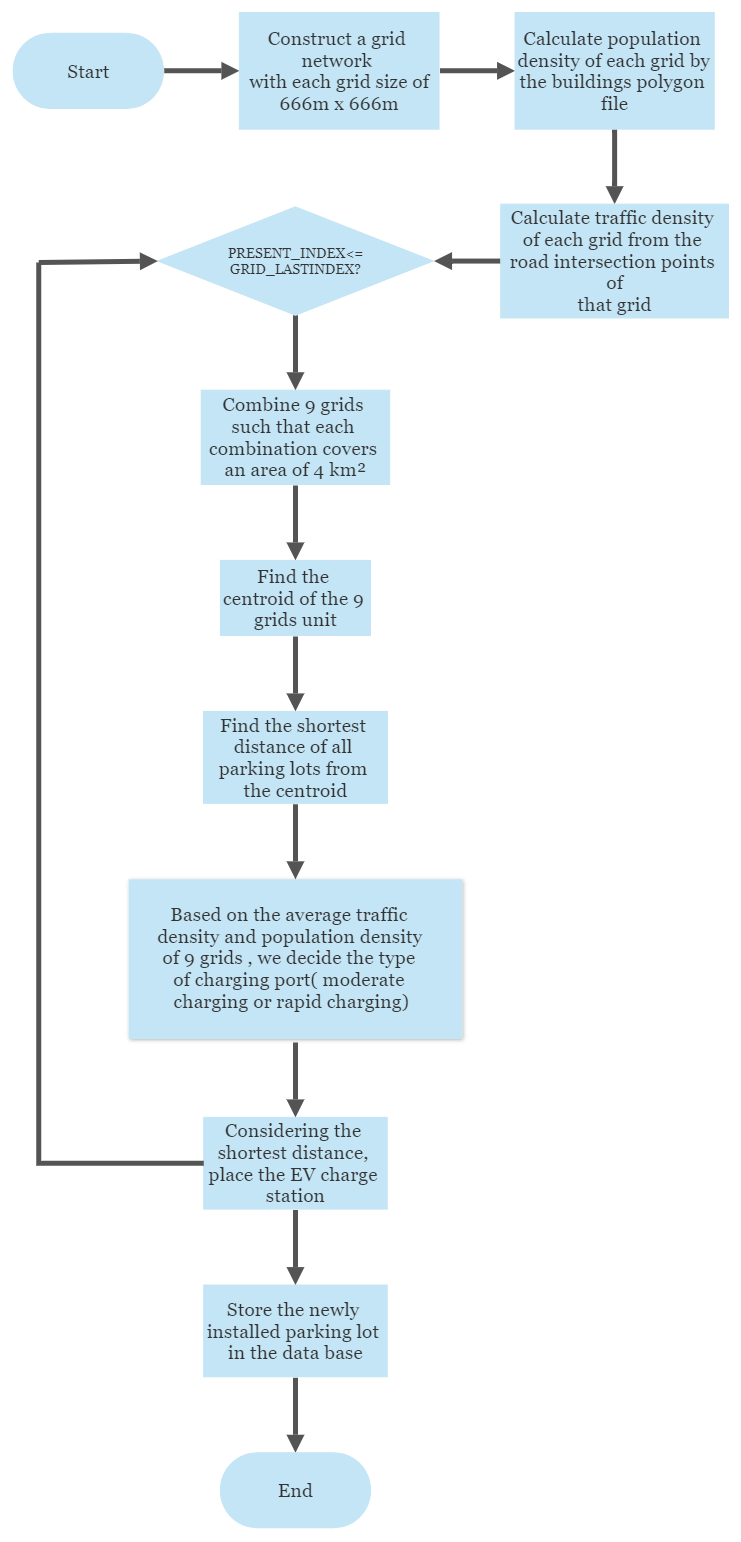 Start
Construct a grid
network
with each grid size of
666m x 666m
Calculate population
density of each grid by
the buildings polygon
file
Calculate traffic density
of each grid from the
road intersection points
of
that grid
PRESENT_INDEX<=
GRID_LASTINDEX?
Combine 9 grids
such that each
combination covers
an area of 4 km²
Find the
centroid of the 9
grids unit
Find the shortest
distance of all
parking lots from
the centroid
Based on the average traffic
density and population density
of 9 grids , we decide the type
of charging port( moderate
charging or rapid charging)
Considering the
shortest distance,
place the EV charge
station
Store the newly
installed parking lot
in the data base
End